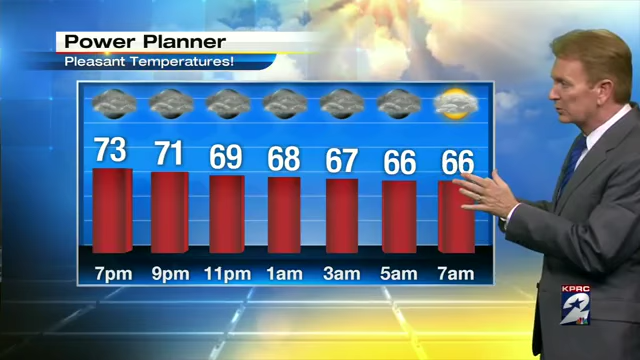 Power Planner
Pleasant Temperatures!
73 71 69 68 67 66 66
7pm 9pm 11pm 1am 3am 5am 7am
KPRC
2